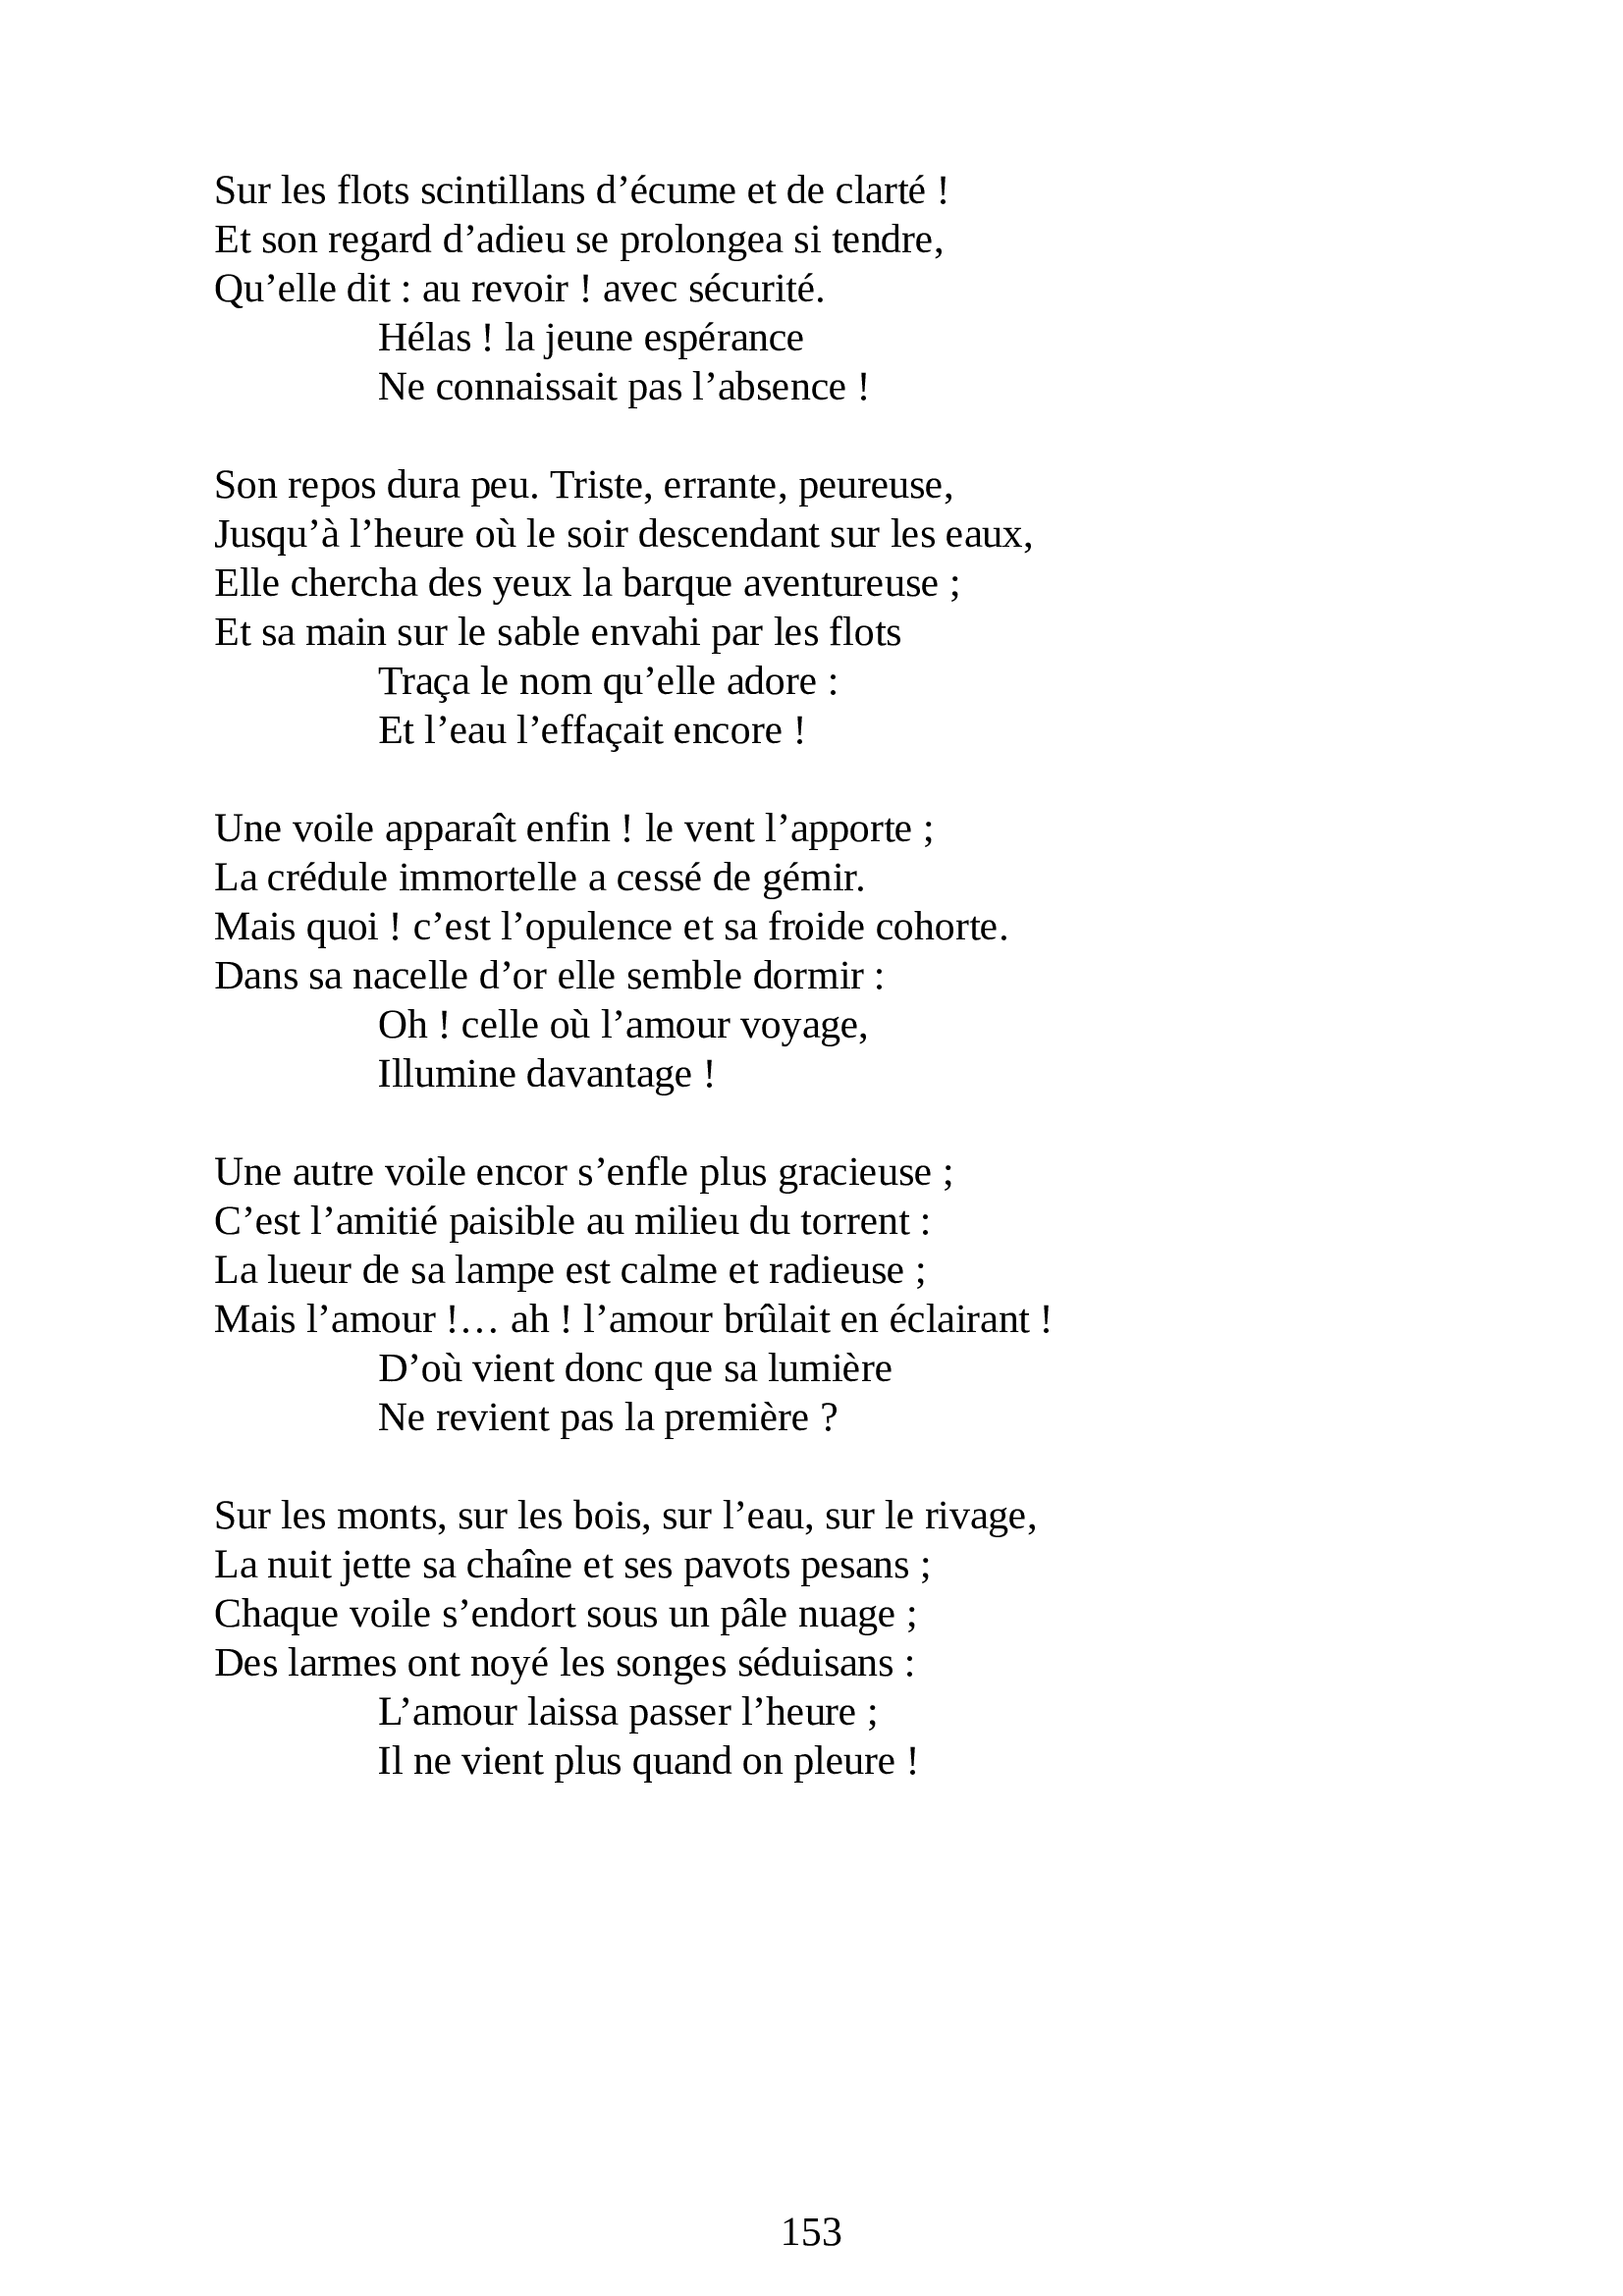 Sur les flots scintillans d’écume et de clarté !
Et son regard d’adieu se prolongea si tendre,
Qu’elle dit : au revoir ! avec sécurité.
Hélas ! la jeune espérance
Ne connaissait pas l’absence !

Son repos dura peu. Triste, errante, peureuse,
Jusqu’à l’heure où le soir descendant sur les eaux,
Elle chercha des yeux la barque aventureuse ;
Et sa main sur le sable envahi par les flots
Traça le nom qu’elle adore :
Et l’eau l’effaçait encore !

Une voile apparaît enfin ! le vent l’apporte ;
La crédule immortelle a cessé de gémir.
Mais quoi ! c’est l’opulence et sa froide cohorte.
Dans sa nacelle d’or elle semble dormir :
Oh ! celle où l’amour voyage,
Illumine davantage !

Une autre voile encor s’enfle plus gracieuse ;
C’est l’amitié paisible au milieu du torrent :
La lueur de sa lampe est calme et radieuse ;
Mais l’amour !… ah ! l’amour brûlait en éclairant !
D’où vient donc que sa lumière
Ne revient pas la première ?

Sur les monts, sur les bois, sur l’eau, sur le rivage,
La nuit jette sa chaîne et ses pavots pesans ;
Chaque voile s’endort sous un pâle nuage ;
Des larmes ont noyé les songes séduisans :
L’amour laissa passer l’heure ;
Il ne vient plus quand on pleure !

153